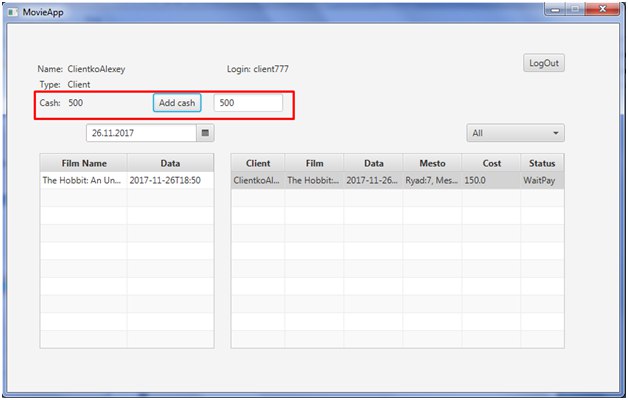 MovieApp
LogOut
Name: ClientkoAlexey Login: client777
Type: Client
Cash: 500 Add cash 500
26.11.2017 All
Film Name Data Client Film Data Mesto Cost Status
The Hobbit: An Un... 2017-11-26T18:50 ClientkoAl... The Hobbit:... 2017-11-26... Ryad:7, Mes... 150.0 WaitPay